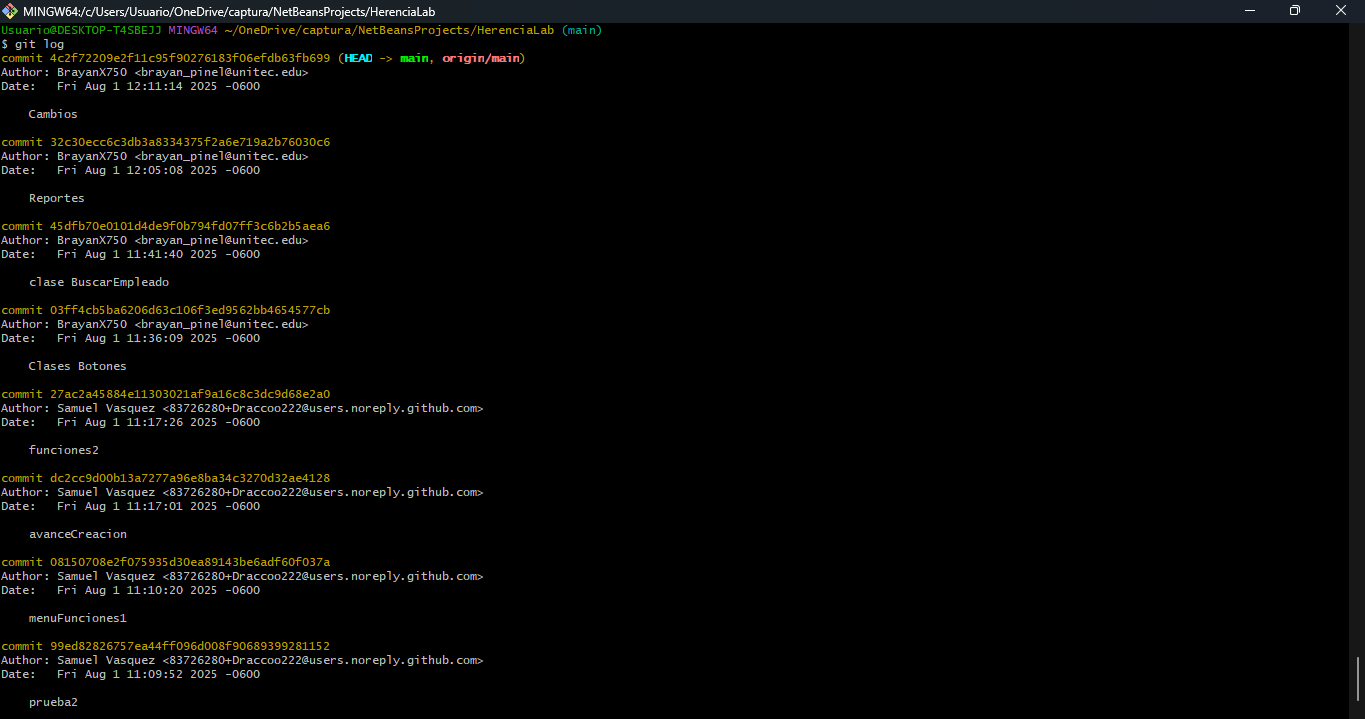 MINGW64:/c/Users/Usuario/OneDrive/captura/NetBeansProjects/HerenciaLab
Usuario@DESKTOP-T4SBEJJ MINGW64 ~/OneDrive/captura/NetBeansProjects/HerenciaLab (main)
$ git log
commit 4c2f72209e2f11c95f90276183f06efdb63fb699 (HEAD -> main, origin/main)
Author: BrayanX750 <brayan_pinel@unitec.edu>
Date:   Fri Aug 1 12:11:14 2025 -0600
Cambios
commit 32c30ecc6c3db3a8334375f2a6e719a2b76030c6
Author: BrayanX750 <brayan_pinel@unitec.edu>
Date:   Fri Aug 1 12:05:08 2025 -0600
Reportes
commit 45dfb70e0101d4de9f0b794fd07ff3c6b2b5aea6
Author: BrayanX750 <brayan_pinel@unitec.edu>
Date:   Fri Aug 1 11:41:40 2025 -0600
clase BuscarEmpleado
commit 03ff4cb5ba6206d63c106f3ed9562bb4654577cb
Author: BrayanX750 <brayan_pinel@unitec.edu>
Date:   Fri Aug 1 11:36:09 2025 -0600
Clases Botones
commit 27ac2a45884e11303021af9a16c8c3dc9d68e2a0
Author: Samuel Vasquez <83726280+Draccoo222@users.noreply.github.com>
Date:   Fri Aug 1 11:17:26 2025 -0600
funciones2
commit dc2cc9d00b13a7277a96e8ba34c3270d32ae4128
Author: Samuel Vasquez <83726280+Draccoo222@users.noreply.github.com>
Date:   Fri Aug 1 11:17:01 2025 -0600
avanceCreacion
commit 08150708e2f075935d30ea89143be6adf60f037a
Author: Samuel Vasquez <83726280+Draccoo222@users.noreply.github.com>
Date:   Fri Aug 1 11:10:20 2025 -0600
menuFunciones1
commit 99ed82826757ea44ff096d008f90689399281152
Author: Samuel Vasquez <83726280+Draccoo222@users.noreply.github.com>
Date:   Fri Aug 1 11:09:52 2025 -0600
prueba2